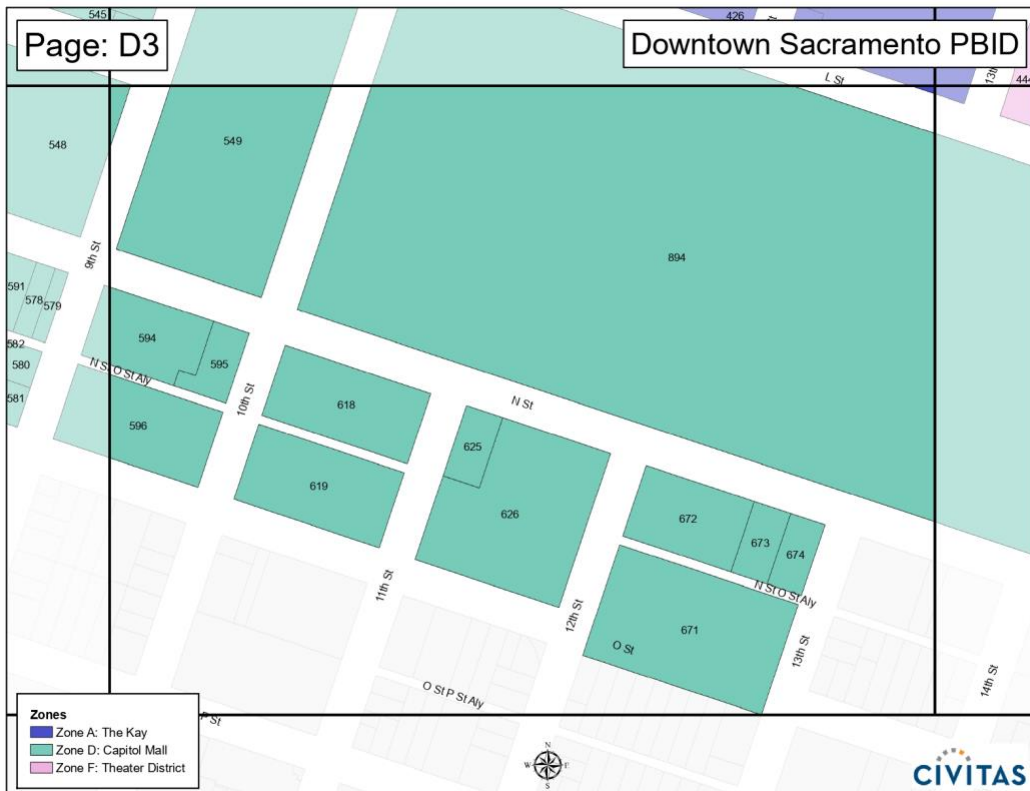 545
426
Page: D3
Downtown Sacramento PBID
13th
L St
444
548
549
894
9th St
591
578
579
594
582
580
N St O St Aly
595
581
10th St
618
N St
596
625
619
626
672
673
674
11th St
12th St
N St O St Aly
671
O St
13th St
14th St
O St P St Aly
P St
Zones
Zone A: The Kay
Zone D: Capitol Mall
Zone F: Theater District
N
W
E
S
CIVITAS